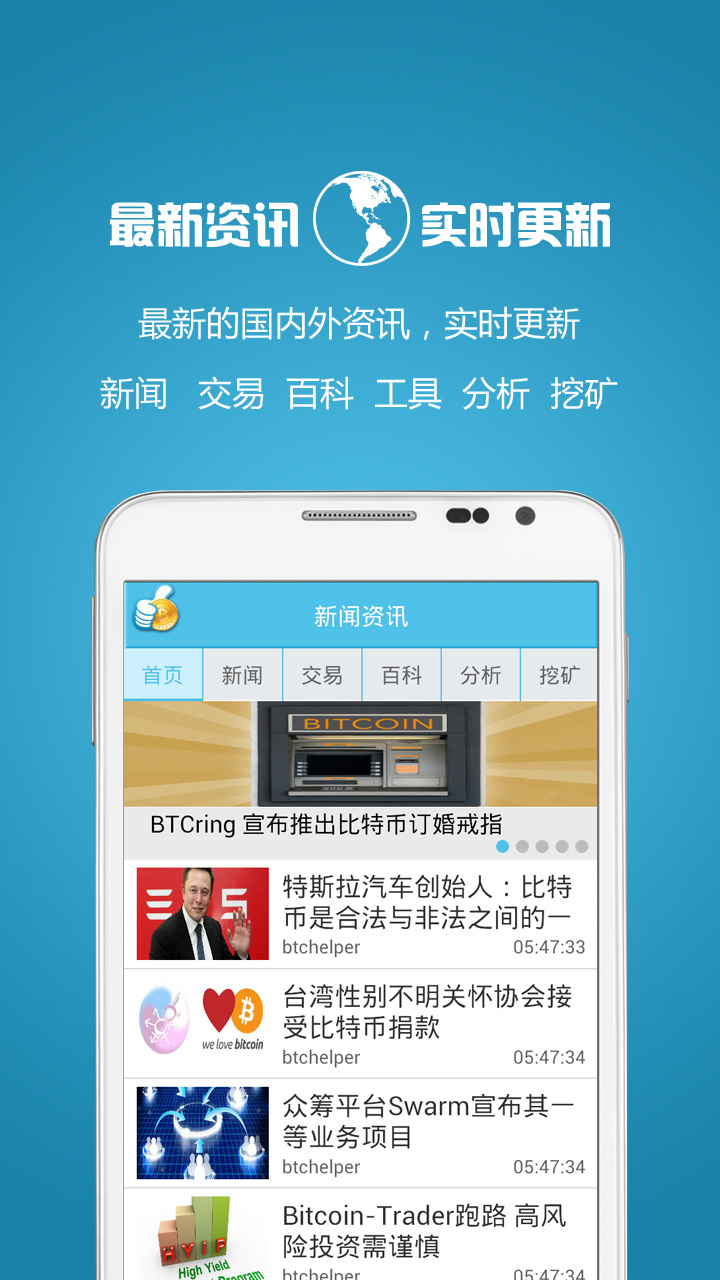 最新资讯 实时更新
最新的国内外资讯，实时更新
新闻 交易 百科 工具 分析 挖矿
新闻资讯
首页 新闻 交易 百科 分析 挖矿
BITCOIN
BTCring 宣布推出比特币订婚戒指
特斯拉汽车创始人：比特
币是合法与非法之间的一
btchelper 05:47:33
台湾性别不明关怀协会接
受比特币捐款
we love bitcoin
btchelper 05:47:34
众筹平台Swarm宣布其一
等业务项目
btchelper 05:47:34
Bitcoin-Trader跑路 高风
险投资需谨慎
HYIP
High Yield
Program
btchelper 05:47:34